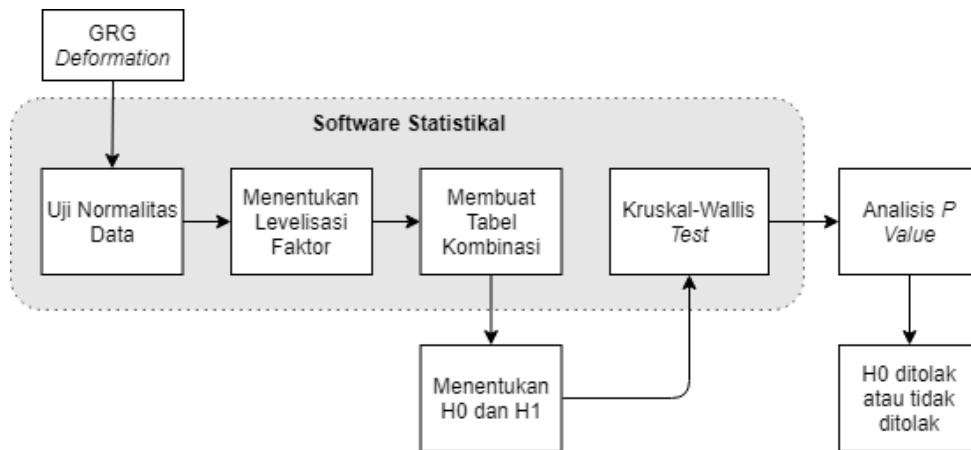 GRG
Deformation
Software Statistikal
Uji Normalitas
Data
Menentukan
Levelisasi
Faktor
Membuat
Tabel
Kombinasi
Kruskal-Wallis
Test
Analisis P
Value
Menentukan
H0 dan H1
H0 ditolak
atau tidak
ditolak